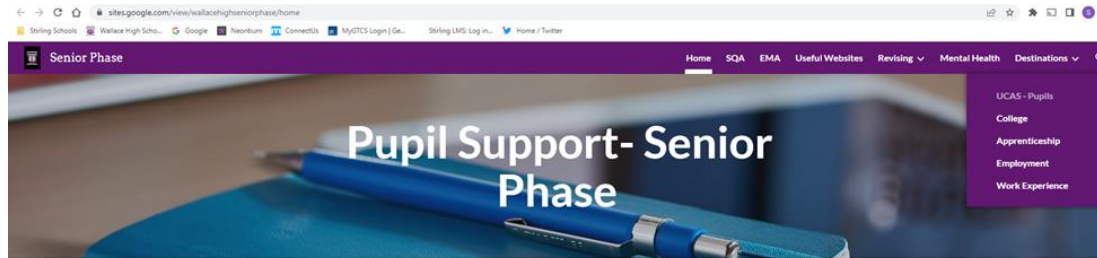 sites.google.com/view/wallacehighseniorphase/home
Stirling Schools Wallace High Scho... Google Neonbum ConnectUs MyGTCS Login | Ge... Stirling LMS: Log in... Home / Twitter
Senior Phase Home SQA EMA Useful Websites Revising Mental Health Destinations
UCAS - Pupils
College
Apprenticeship
Employment
Work Experience
Pupil Support- Senior
Phase